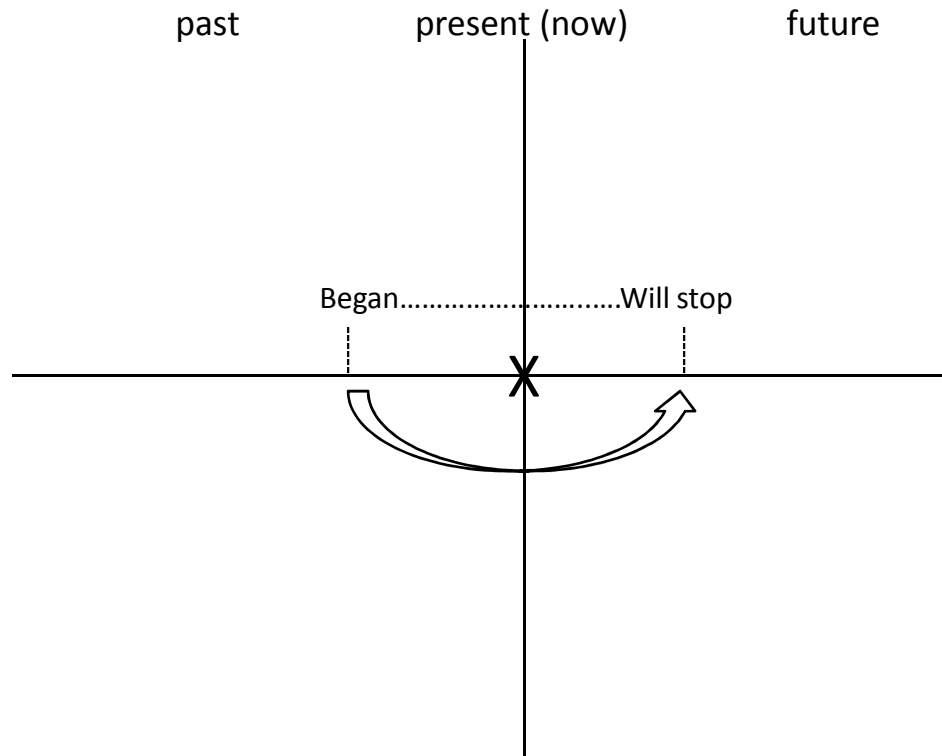 past present (now) future
Began……………………...…Will stop
X